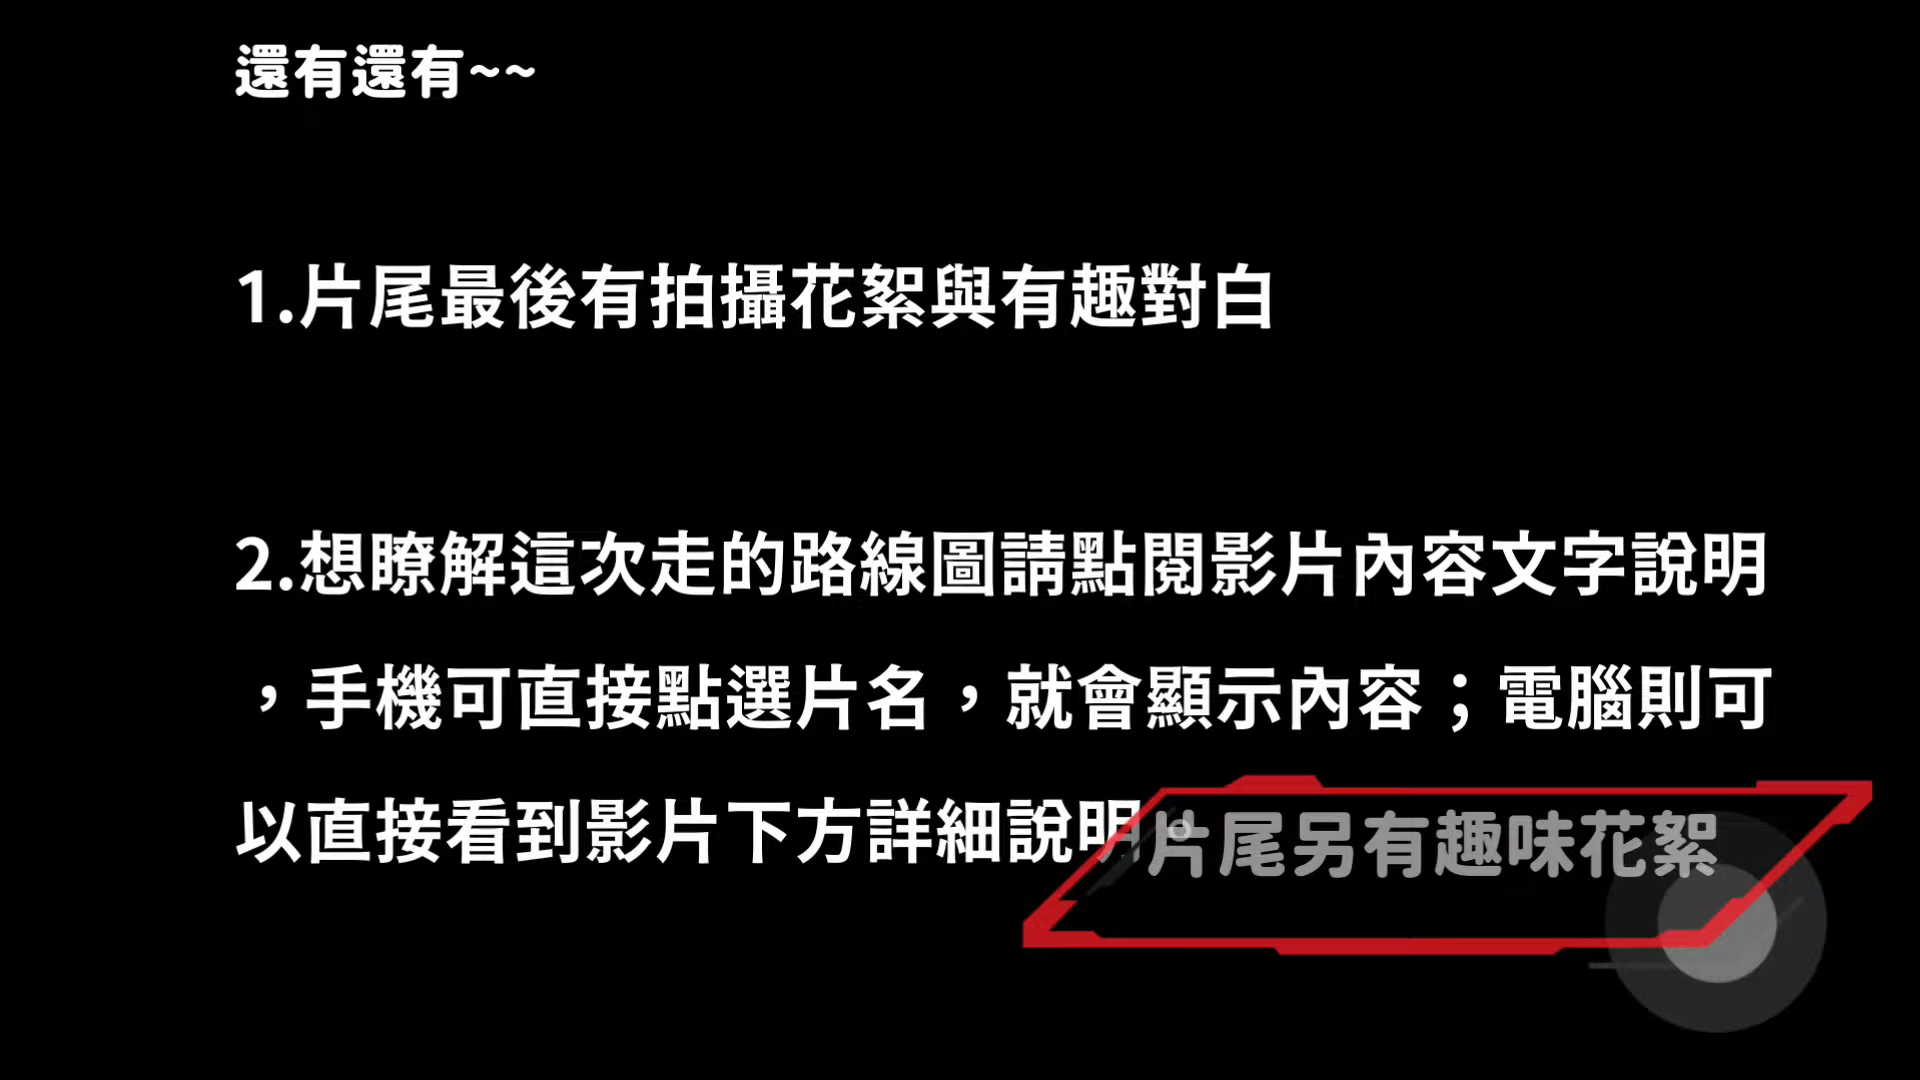 還有還有~~
1.片尾最後有拍攝花絮與有趣對白
2.想瞭解這次走的路線圖請點閱影片內容文字說明
，手機可直接點選片名，就會顯示內容；電腦則可
以直接看到影片下方詳細說明。
片尾另有趣味花絮